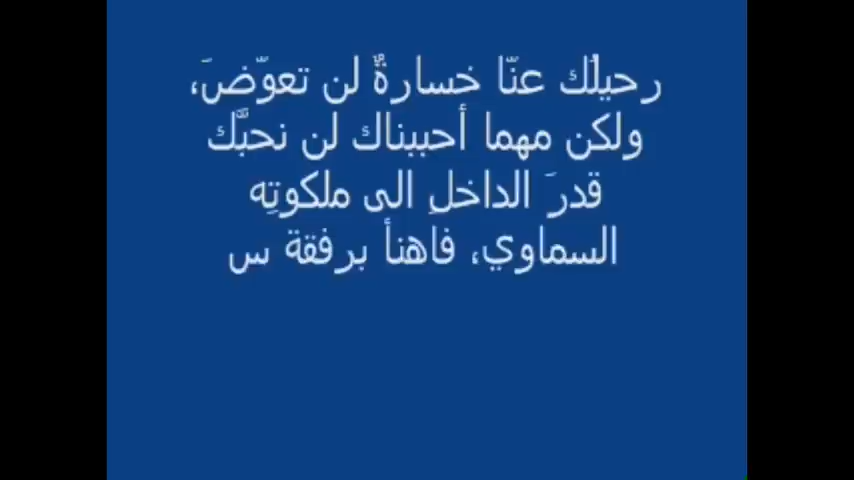 رحيلُك عنّا خسارةٌ لن تعوّضَ،
ولكن مهما أحببناك لن نحبَّك
قدرَ الداخلِ الى ملكوتِه
السماوي، فاهنأ برفقة س